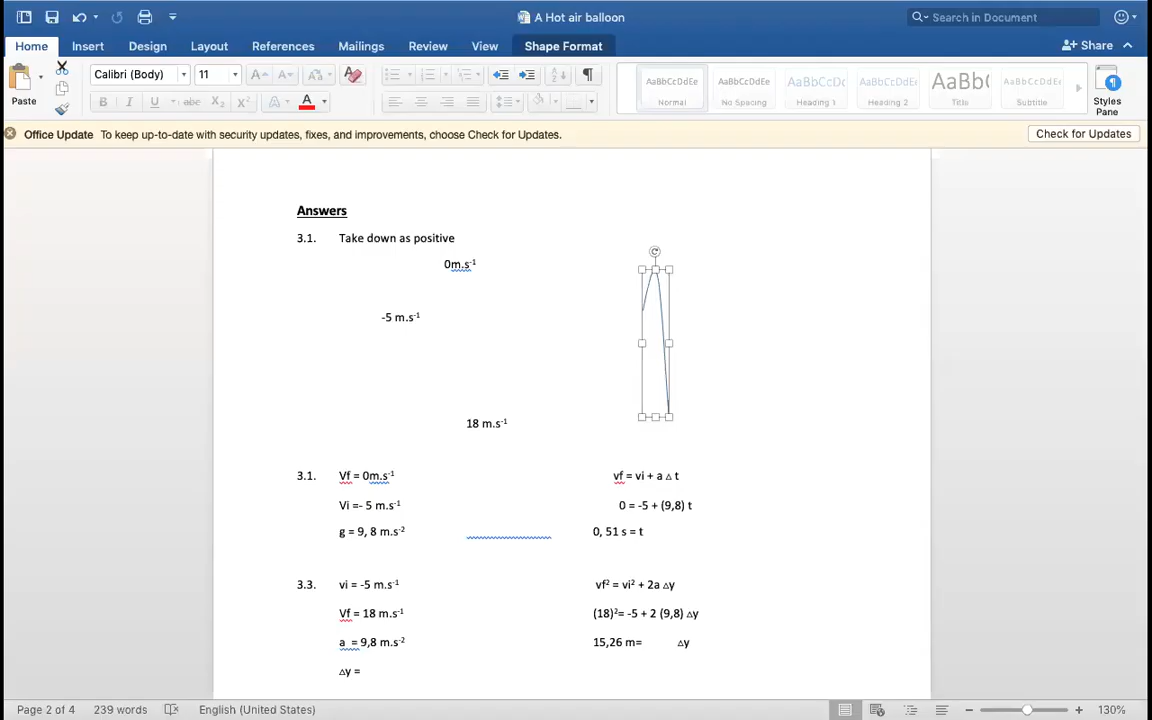 A Hot air balloon
Search in Document
Home Insert Design Layout References Mailings Review View Shape Format Share
Paste Calibri (Body) 11 A A Aa
B I U abc X2 X2 A A
AaBbCcDdEe AaBbCcDdEe AaBbCcDc AaBbCcDdEe AaBb( AaBbCcDdEe
Normal No Spacing Heading 1 Heading 2 Title Subtitle Styles Pane
Office Update To keep up-to-date with security updates, fixes, and improvements, choose Check for Updates. Check for Updates
Answers
3.1. Take down as positive
0m.s-1
-5 m.s-1
18 m.s-1
3.1. Vf = 0m.s-1 vf = vi + a △ t
Vi =- 5 m.s-1 0 = -5 + (9,8) t
g = 9, 8 m.s-2 0, 51 s = t
3.3. vi = -5 m.s-1 vf² = vi² + 2a △y
Vf = 18 m.s-1 (18)²= -5 + 2 (9,8) △y
a = 9,8 m.s-2 15,26 m= △y
△y =
Page 2 of 4 239 words English (United States) 130%